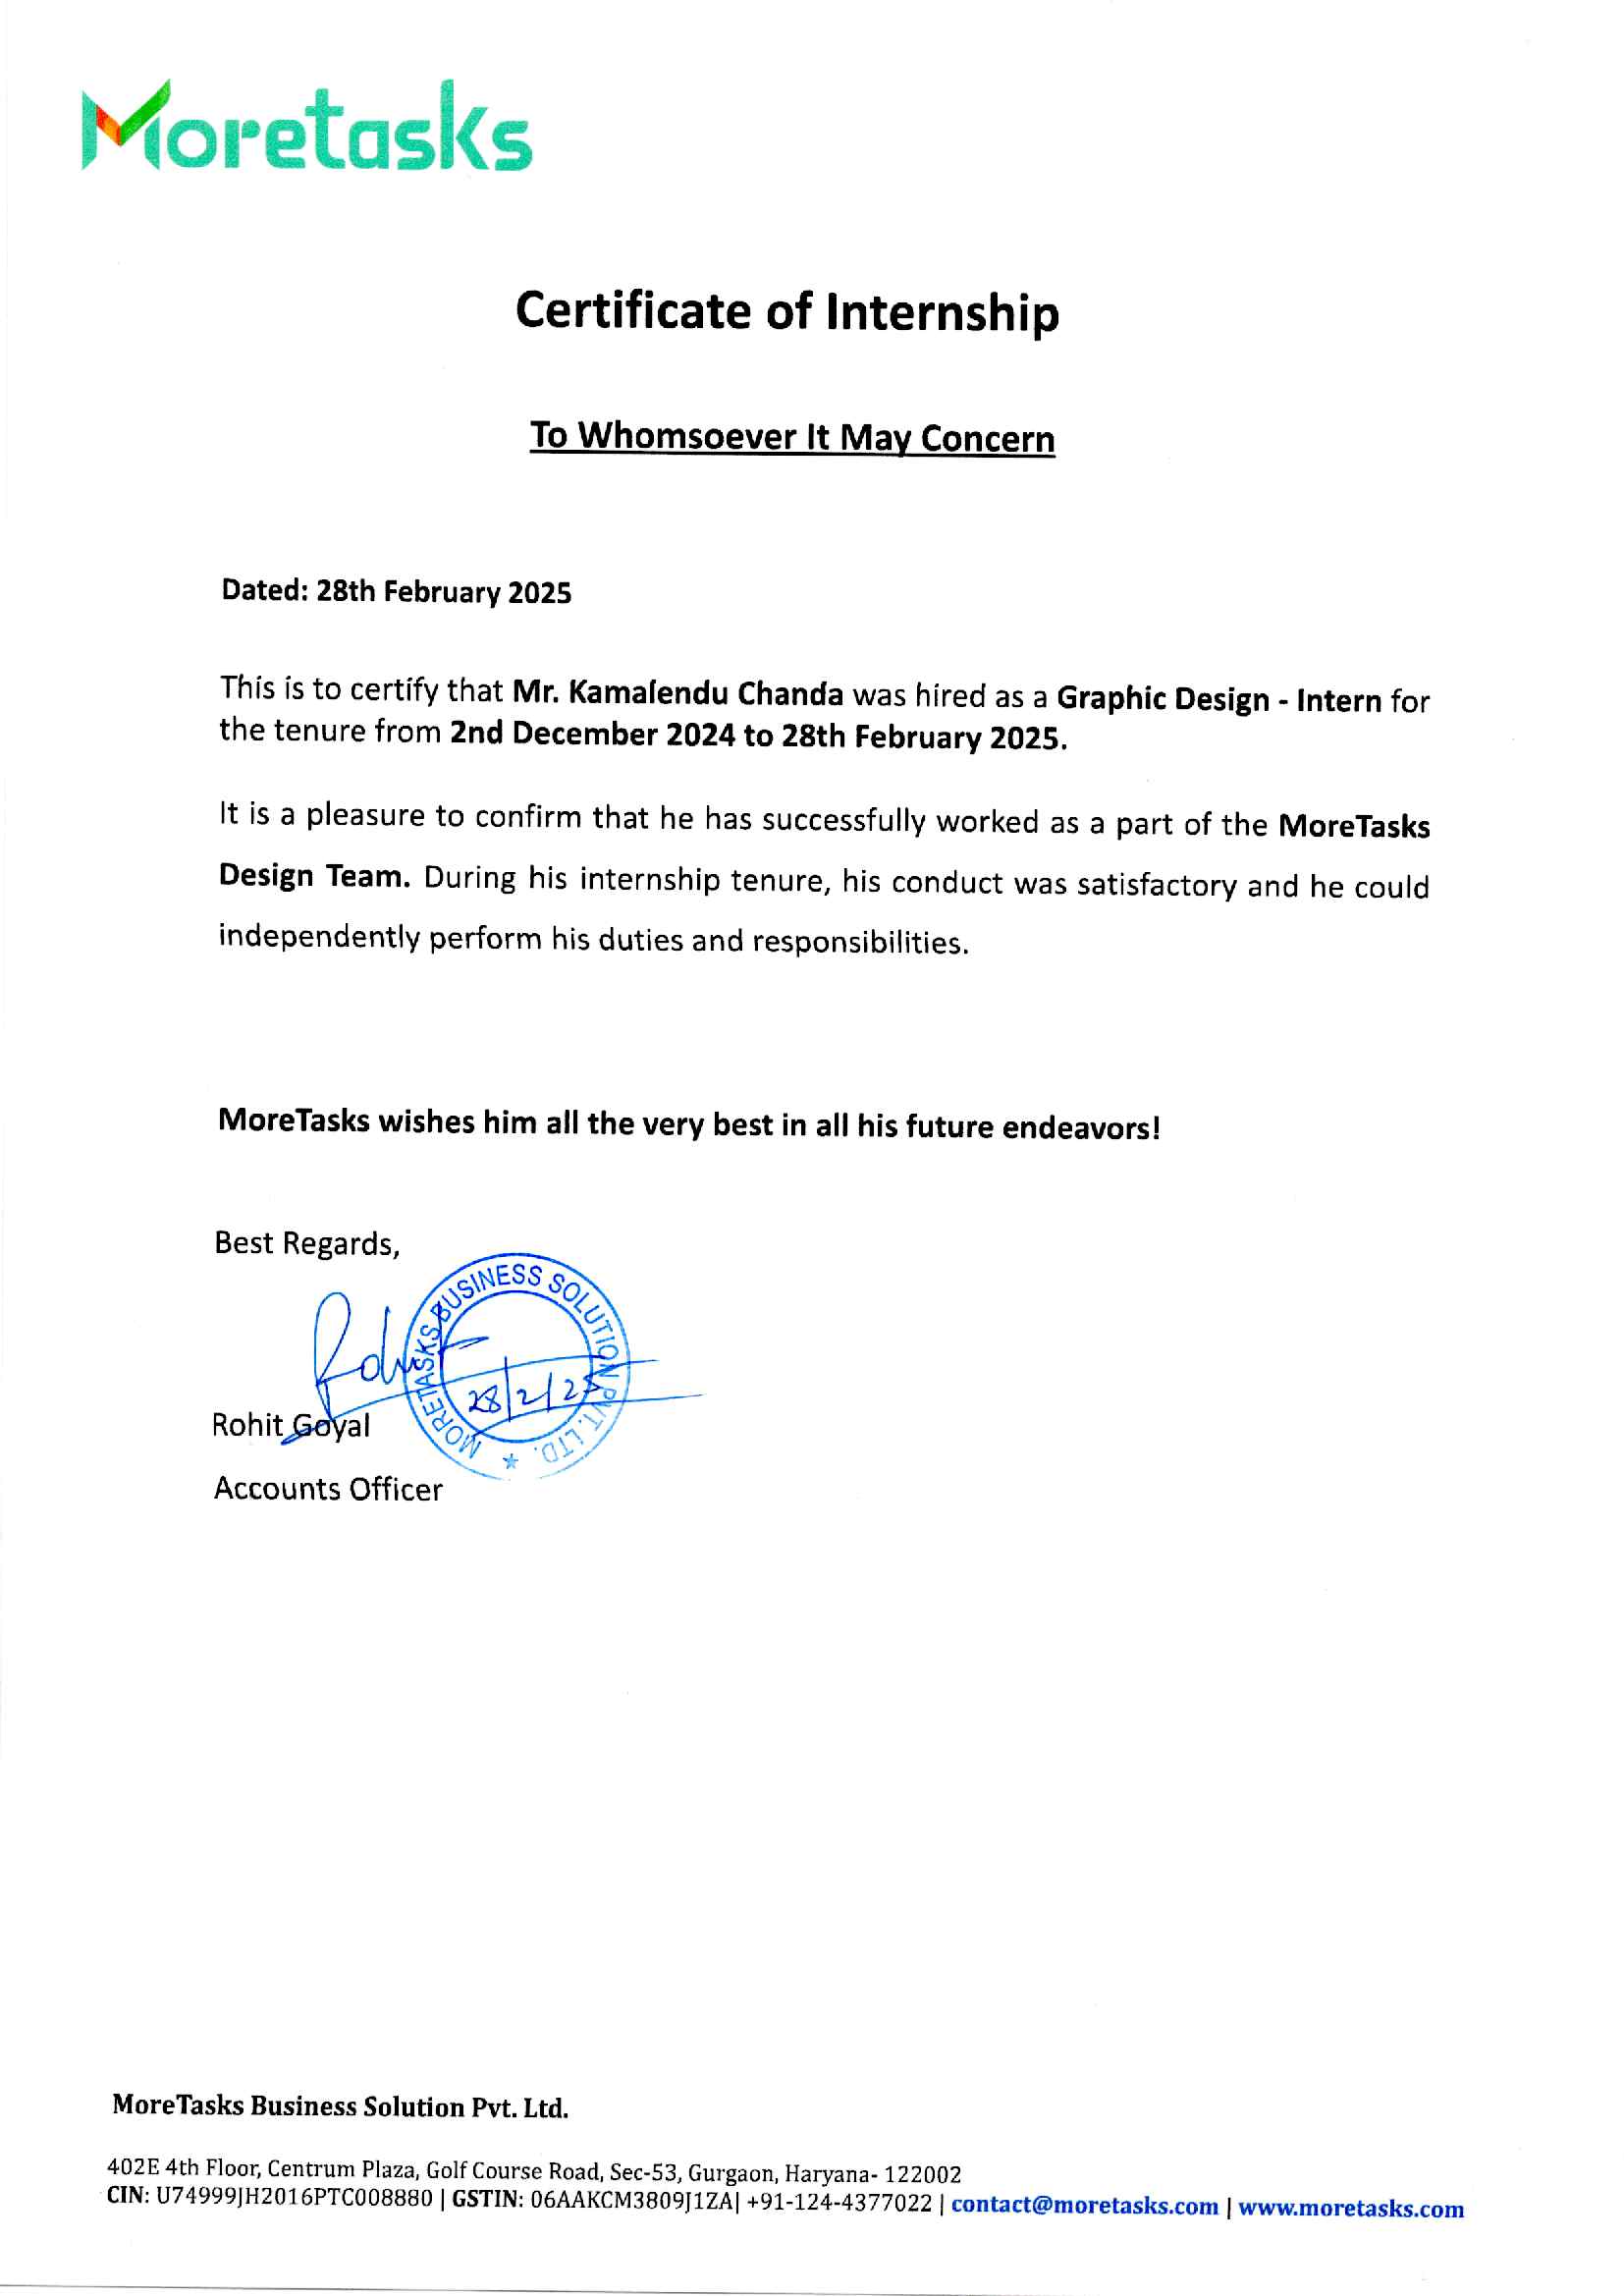 Moretasks
Certificate of Internship
To Whomsoever It May Concern
Dated: 28th February 2025
This is to certify that Mr. Kamalendu Chanda was hired as a Graphic Design - Intern for
the tenure from 2nd December 2024 to 28th February 2025.
It is a pleasure to confirm that he has successfully worked as a part of the MoreTasks
Design Team. During his internship tenure, his conduct was satisfactory and he could
independently perform his duties and responsibilities.
MoreTasks wishes him all the very best in all his future endeavors!
Best Regards,
MORETASKS BUSINESS SOLUTION PVT. LTD.
28/2/25
Rohit Goyal
Accounts Officer
MoreTasks Business Solution Pvt. Ltd.
402E 4th Floor, Centrum Plaza, Golf Course Road, Sec-53, Gurgaon, Haryana- 122002
CIN: U74999JH2016PTC008880 | GSTIN: 06AAKCM3809J1ZA| +91-124-4377022 | contact@moretasks.com | www.moretasks.com